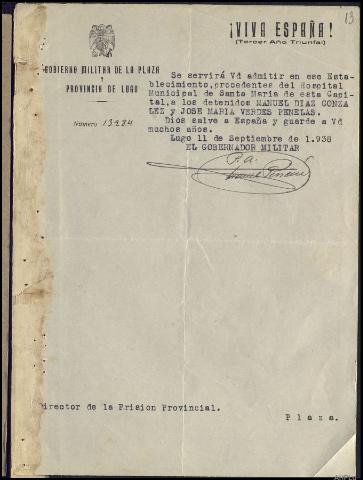 13
¡VIVA ESPAÑA!
(Tercer Año Triunfal)
GOBIERNO MILITAR DE LA PLAZA
Y
PROVINCIA DE LUGO
Número 13484
Se servirá Vd admitir en ese Esta-
blecimiento,procedentes del Hospital
Municipal de Santa Maria de esta Capi-
tal,a los detenidos MANUEL DIAZ GONZA
LEZ y JOSE MARIA VERDES PENELAS.
Dios salve a España y guarde a Vd
muchos años.
Lugo 11 de Septiembre de 1.938
EL GOBERNADOR MILITAR
P.A.
Director de la Prision Provincial.
Plaza.